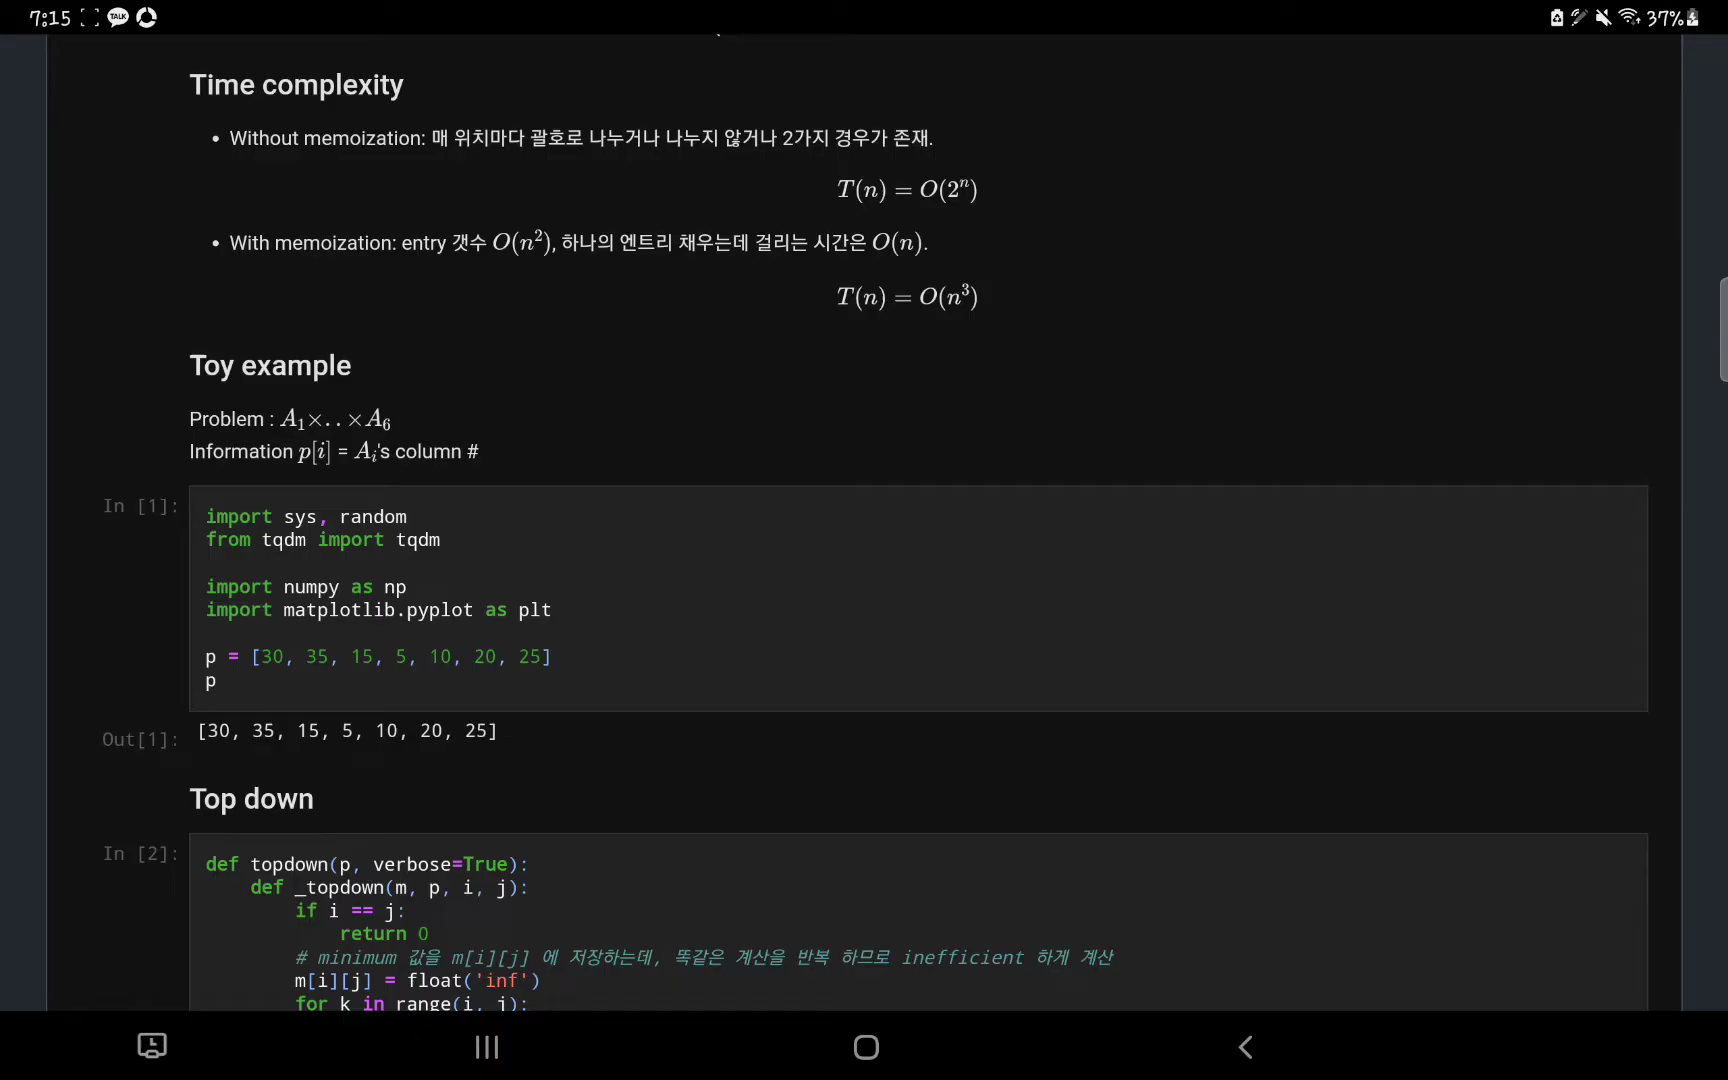 7:15 TALK 37%
Time complexity
• Without memoization: 매 위치마다 괄호로 나누거나 나누지 않거나 2가지 경우가 존재.
T(n) = O(2ⁿ)
• With memoization: entry 갯수 O(n²), 하나의 엔트리 채우는데 걸리는 시간은 O(n).
T(n) = O(n³)
Toy example
Problem : A₁×..×A₆
Information p[i] = Aᵢ's column #
In [1]:
import sys, random
from tqdm import tqdm
import numpy as np
import matplotlib.pyplot as plt
p = [30, 35, 15, 5, 10, 20, 25]
p
Out[1]:
[30, 35, 15, 5, 10, 20, 25]
Top down
In [2]:
def topdown(p, verbose=True):
    def _topdown(m, p, i, j):
        if i == j:
            return 0
        # minimum 값을 m[i][j] 에 저장하는데, 똑같은 계산을 반복 하므로 inefficient 하게 계산
        m[i][j] = float('inf')
        for k in range(i, j):